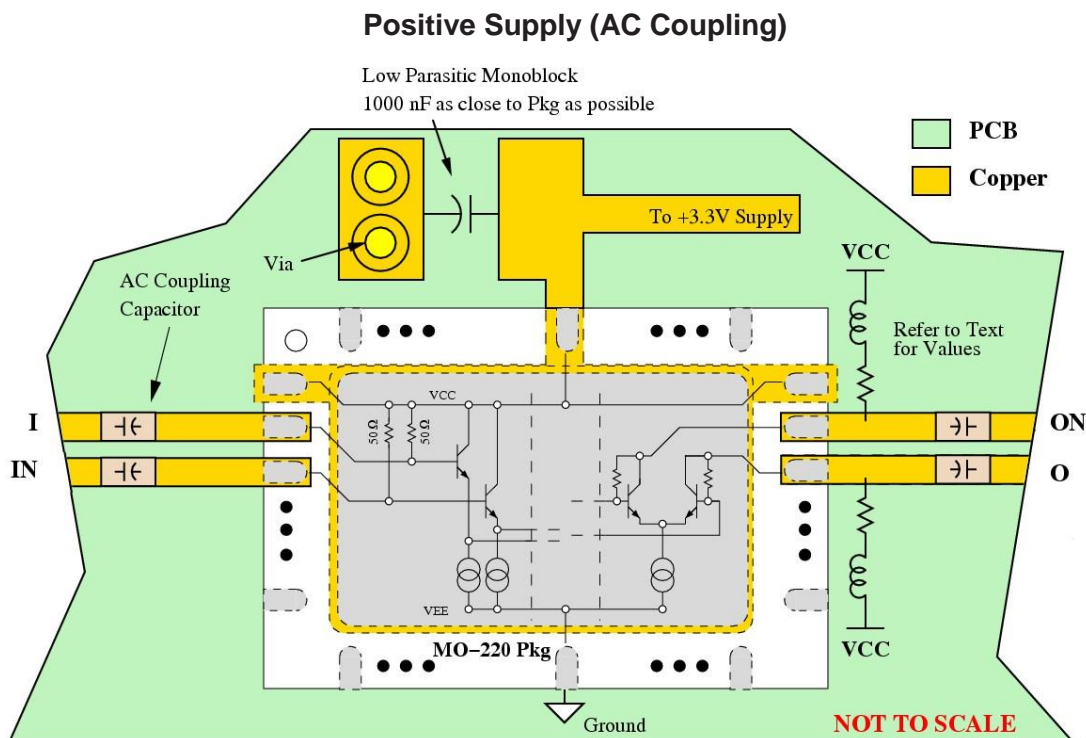 Positive Supply (AC Coupling)
Low Parasitic Monoblock
1000 nF as close to Pkg as possible
PCB
Copper
To +3.3V Supply
Via
VCC
AC Coupling
Capacitor
Refer to Text
for Values
VCC
50Ω
50Ω
I
ON
IN
O
VEE
MO-220 Pkg
VCC
Ground
NOT TO SCALE